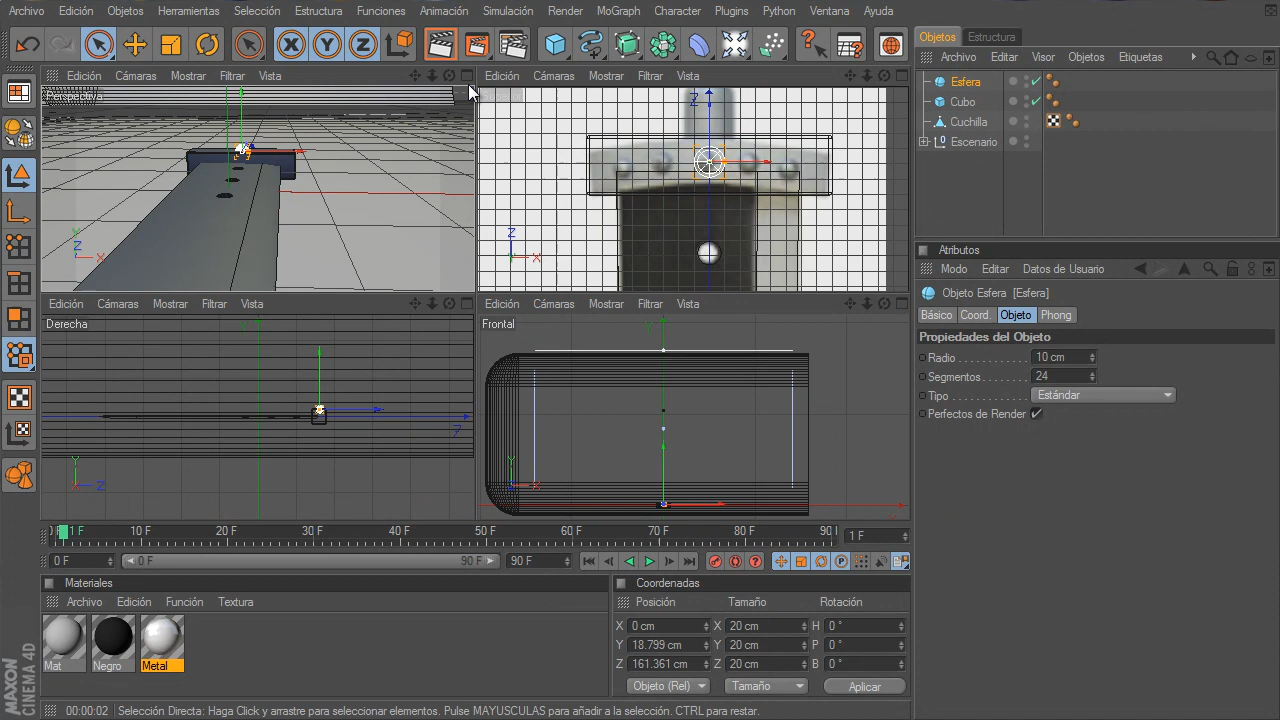 Archivo Edición Objetos Herramientas Selección Estructura Funciones Animación Simulación Render MoGraph Character Plugins Python Ventana Ayuda
Objetos Estructura
Archivo Editar Visor Objetos Etiquetas
Edición Cámaras Mostrar Filtrar Vista
Edición Cámaras Mostrar Filtrar Vista
Esfera
Cubo
Cuchilla
Escenario
X
Y
Z
X
Z
Z
X
Atributos
Modo Editar Datos de Usuario
Objeto Esfera [Esfera]
Básico Coord. Objeto Phong
Propiedades del Objeto
Radio 10 cm
Segmentos 24
Tipo Estándar
Perfectos de Render
Edición Cámaras Mostrar Filtrar Vista
Edición Cámaras Mostrar Filtrar Vista
Derecha
Frontal
Y
Z
Y
X
1 F 10 F 20 F 30 F 40 F 50 F 60 F 70 F 80 F 90
1 F
0 F
0 F 90 F
90 F
Materiales
Archivo Edición Función Textura
Mat Negro Metal
Coordenadas
Posición Tamaño Rotación
X 0 cm X 20 cm H 0 °
Y 18.799 cm Y 20 cm P 0 °
Z 161.361 cm Z 20 cm B 0 °
Objeto (Rel) Tamaño Aplicar
MAXON
CINEMA 4D
00:00:02 Selección Directa: Haga Click y arrastre para seleccionar elementos. Pulse MAYUSCULAS para añadir a la selección. CTRL para restar.